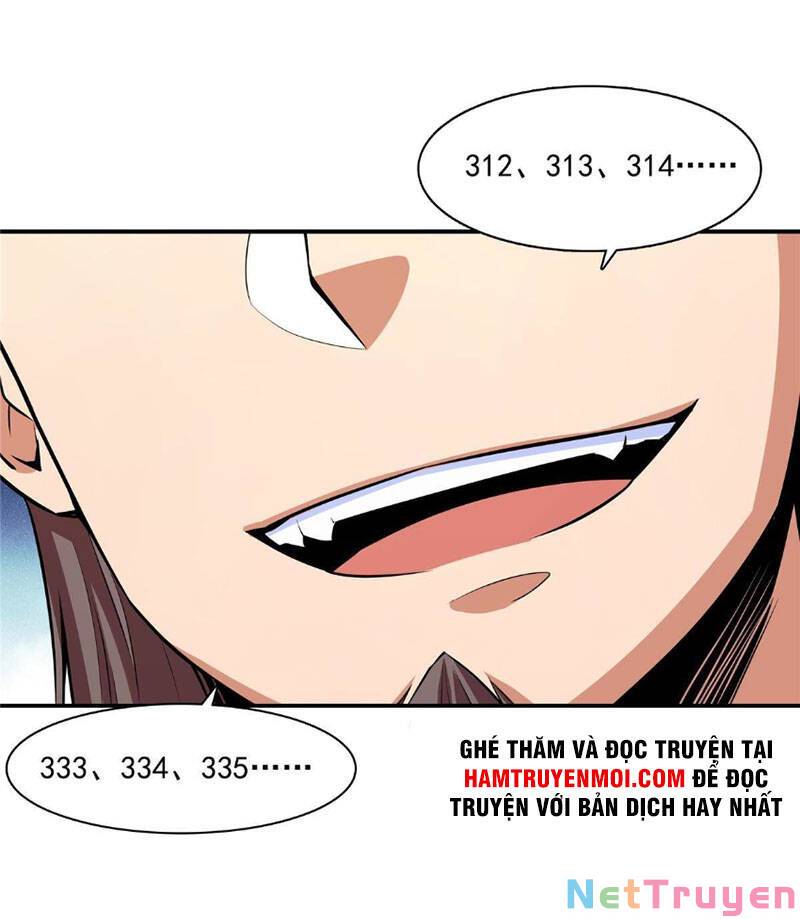 312、313、314……
333、334、335……
GHÉ THĂM VÀ ĐỌC TRUYỆN TẠI
HAMTRUYENMOI.COM ĐỂ ĐỌC
TRUYỆN VỚI BẢN DỊCH HAY NHẤT
NetTruyen